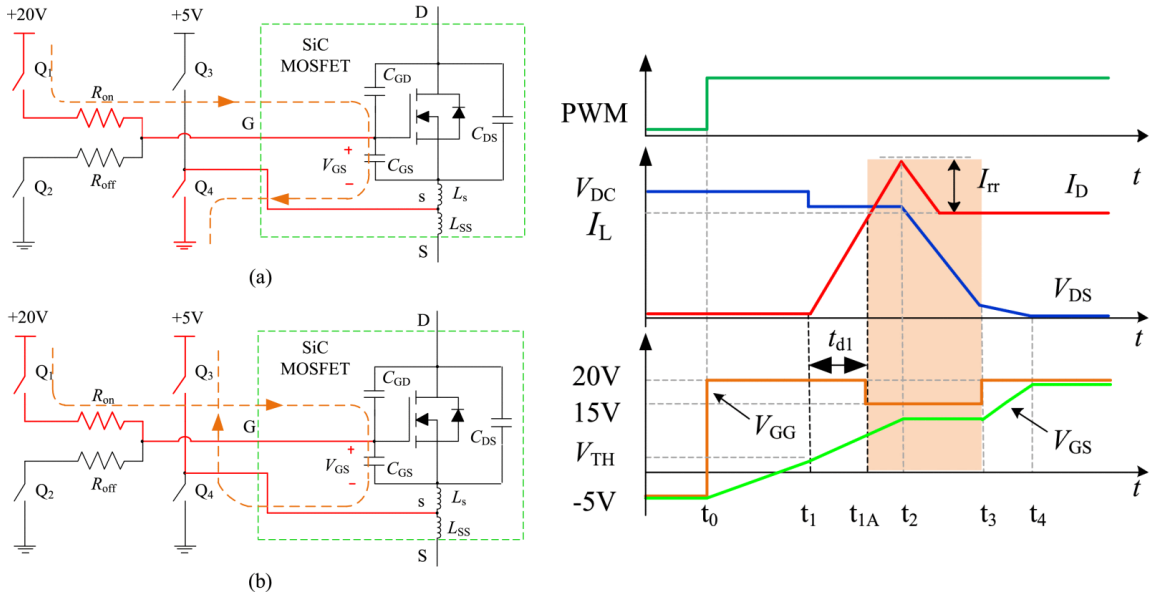 +20V +5V D
SiC
MOSFET
Q1 Q3 CGD
Ron
G CDS
+
VGS CGS
−
Q2 Roff Q4 s Ls
LSS
S
(a)
+20V +5V D
SiC
MOSFET
Q1 Q3 CGD
Ron
G CDS
+
VGS CGS
−
Q2 Roff Q4 s Ls
LSS
S
(b)
PWM
t
VDC Irr ID
IL
VDS
t
td1
20V
15V
VGG VGS
VTH
-5V
t
t0 t1 t1A t2 t3 t4